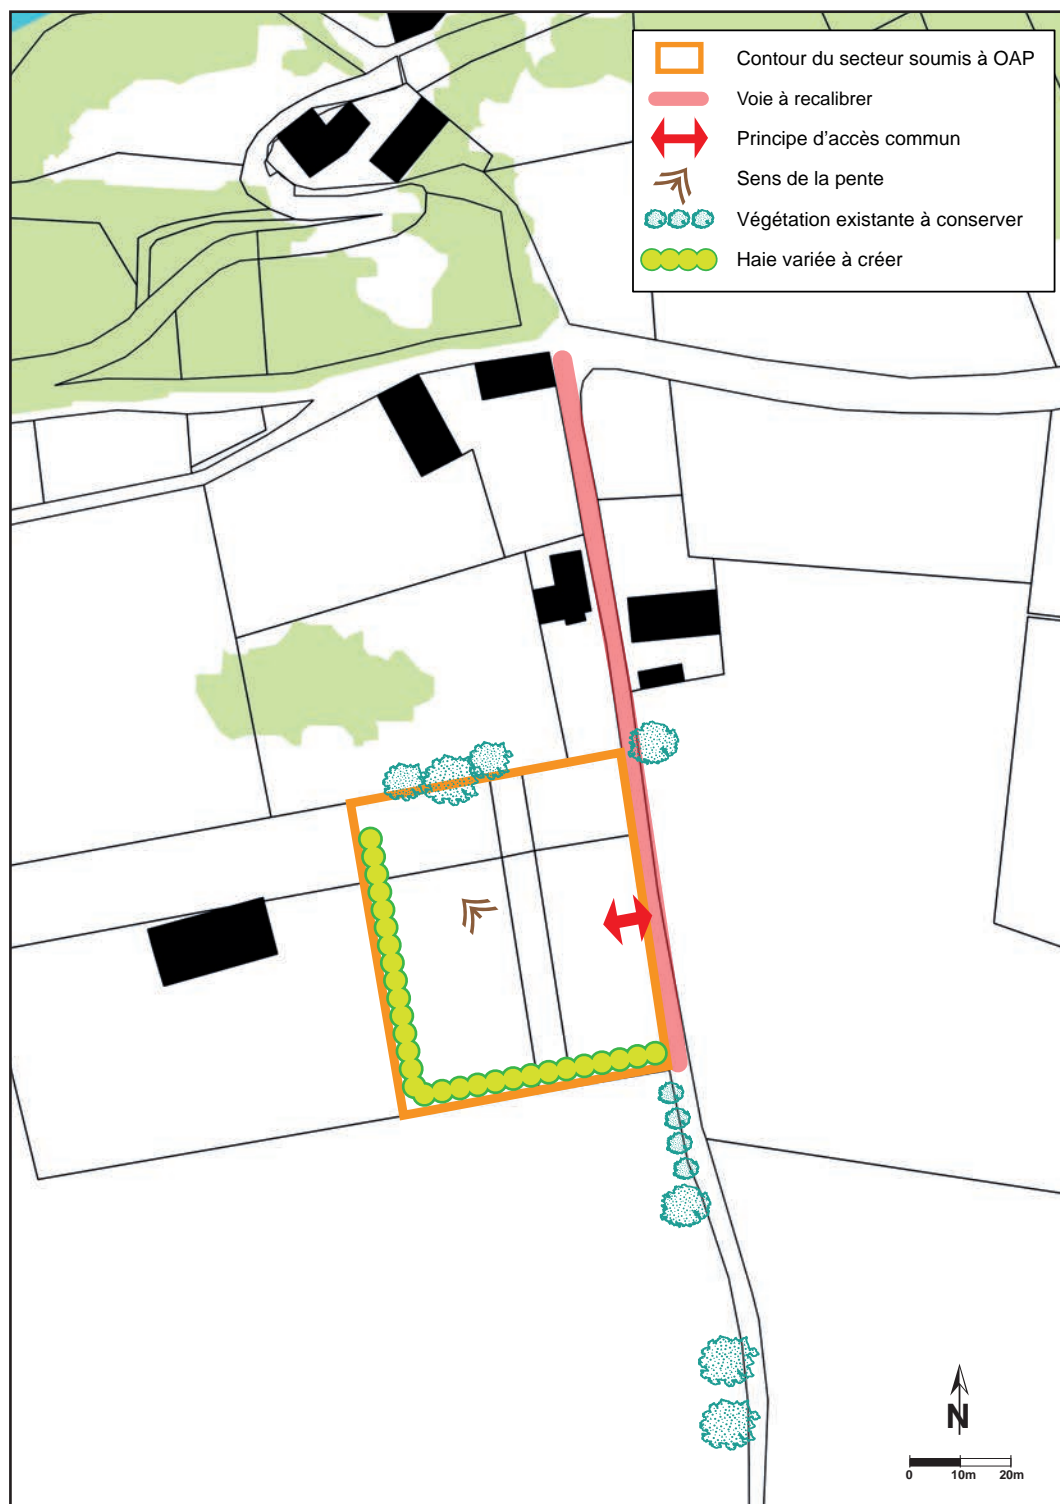 Contour du secteur soumis à OAP
Voie à recalibrer
Principe d'accès commun
Sens de la pente
Végétation existante à conserver
Haie variée à créer
N
0 10m 20m